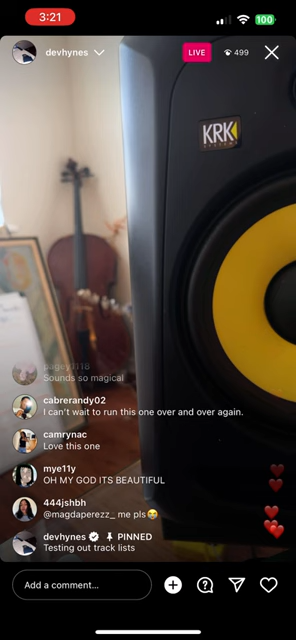 3:21
100
devhynes
LIVE
499
KRK
SYSTEMS
pagey1118
Sounds so magical
cabrerandy02
I can't wait to run this one over and over again.
camrynac
Love this one
mye11y
OH MY GOD ITS BEAUTIFUL
444jshbh
@magdaperezz_ me pls😭
devhynes PINNED
Testing out track lists
Add a comment...